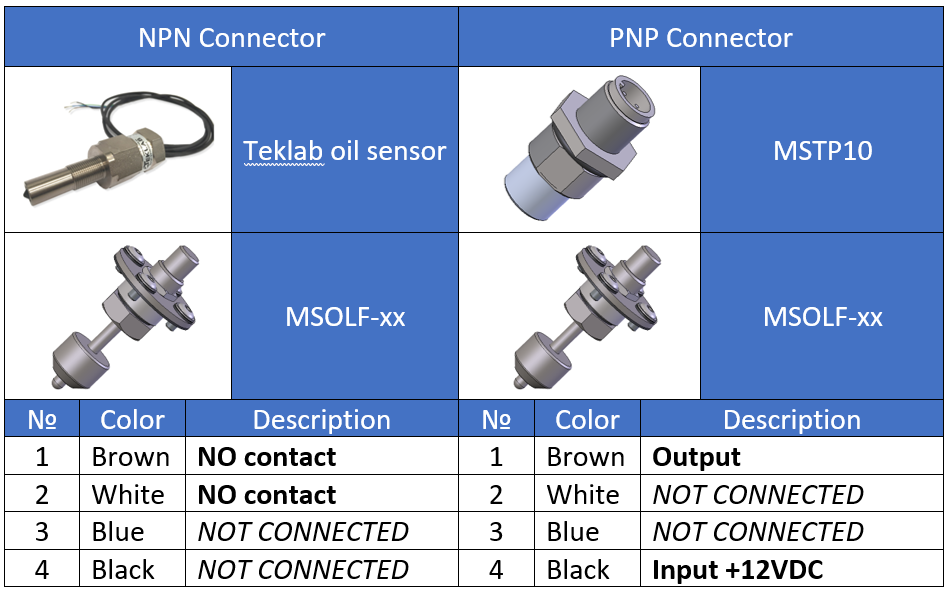 NPN Connector PNP Connector
Teklab oil sensor MSTP10
MSOLF-xx MSOLF-xx
№ Color Description № Color Description
1 Brown NO contact 1 Brown Output
2 White NO contact 2 White NOT CONNECTED
3 Blue NOT CONNECTED 3 Blue NOT CONNECTED
4 Black NOT CONNECTED 4 Black Input +12VDC